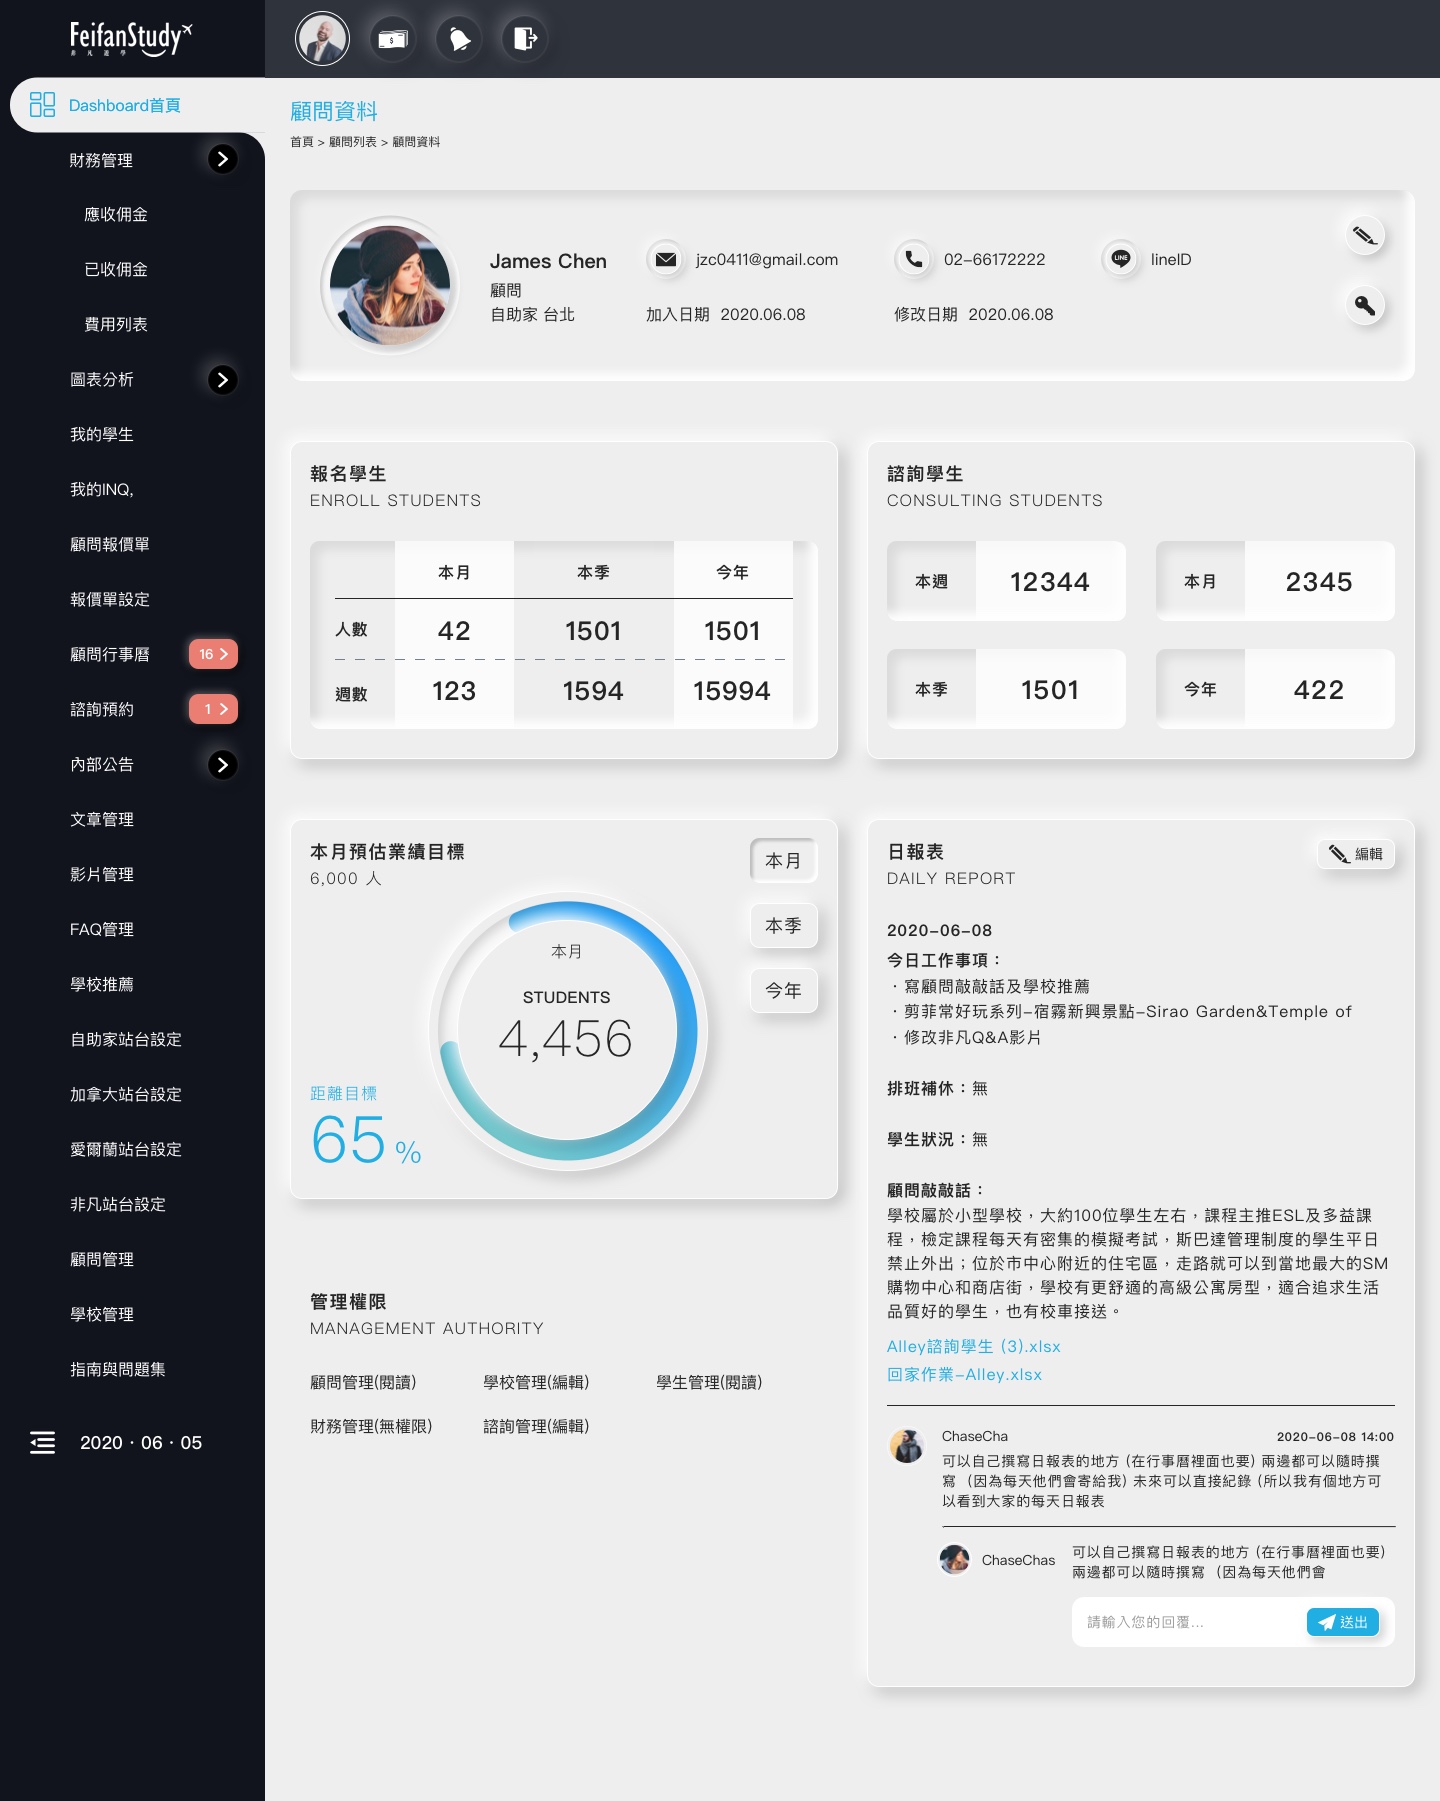 FeifanStudy
非凡遊學
Dashboard首頁
財務管理
應收佣金
已收佣金
費用列表
圖表分析
我的學生
我的INQ,
顧問報價單
報價單設定
顧問行事曆 16
諮詢預約 1
內部公告
文章管理
影片管理
FAQ管理
學校推薦
自助家站台設定
加拿大站台設定
愛爾蘭站台設定
非凡站台設定
顧問管理
學校管理
指南與問題集
2020 · 06 · 05
顧問資料
首頁 > 顧問列表 > 顧問資料
James Chen
顧問
自助家 台北
jzc0411@gmail.com
02-66172222
LINE
lineID
加入日期 2020.06.08
修改日期 2020.06.08
報名學生
ENROLL STUDENTS
本月 本季 今年
人數 42 1501 1501
週數 123 1594 15994
諮詢學生
CONSULTING STUDENTS
本週 12344
本月 2345
本季 1501
今年 422
本月預估業績目標
6,000 人
本月
本季
今年
本月
STUDENTS
4,456
距離目標
65 %
管理權限
MANAGEMENT AUTHORITY
顧問管理(閱讀) 學校管理(編輯) 學生管理(閱讀)
財務管理(無權限) 諮詢管理(編輯)
日報表
DAILY REPORT
編輯
2020-06-08
今日工作事項：
· 寫顧問敲敲話及學校推薦
· 剪菲常好玩系列-宿霧新興景點-Sirao Garden&Temple of
· 修改非凡Q&A影片
排班補休：無
學生狀況：無
顧問敲敲話：
學校屬於小型學校，大約100位學生左右，課程主推ESL及多益課
程，檢定課程每天有密集的模擬考試，斯巴達管理制度的學生平日
禁止外出；位於市中心附近的住宅區，走路就可以到當地最大的SM
購物中心和商店街，學校有更舒適的高級公寓房型，適合追求生活
品質好的學生，也有校車接送。
Alley諮詢學生 (3).xlsx
回家作業-Alley.xlsx
ChaseCha 2020-06-08 14:00
可以自己撰寫日報表的地方 (在行事曆裡面也要) 兩邊都可以隨時撰
寫 (因為每天他們會寄給我) 未來可以直接紀錄 (所以我有個地方可
以看到大家的每天日報表
ChaseChas
可以自己撰寫日報表的地方 (在行事曆裡面也要)
兩邊都可以隨時撰寫 (因為每天他們會
請輸入您的回覆...
送出